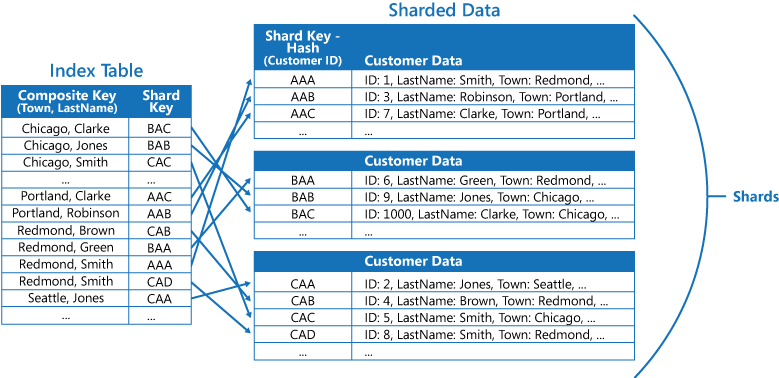 Sharded Data
Index Table
Composite Key
(Town, LastName)
Shard
Key
Chicago, Clarke BAC
Chicago, Jones BAB
Chicago, Smith CAC
... ...
Portland, Clarke AAC
Portland, Robinson AAB
Redmond, Brown CAB
Redmond, Green BAA
Redmond, Smith AAA
Redmond, Smith CAD
Seattle, Jones CAA
... ...
Shard Key -
Hash
(Customer ID)
Customer Data
AAA ID: 1, LastName: Smith, Town: Redmond, ...
AAB ID: 3, LastName: Robinson, Town: Portland, ...
AAC ID: 7, LastName: Clarke, Town: Portland, ...
... ...
Customer Data
BAA ID: 6, LastName: Green, Town: Redmond, ...
BAB ID: 9, LastName: Jones, Town: Chicago, ...
BAC ID: 1000, LastName: Clarke, Town: Chicago, ...
... ...
Customer Data
CAA ID: 2, LastName: Jones, Town: Seattle, ...
CAB ID: 4, LastName: Brown, Town: Redmond, ...
CAC ID: 5, LastName: Smith, Town: Chicago, ...
CAD ID: 8, LastName: Smith, Town: Redmond, ...
... ...
Shards